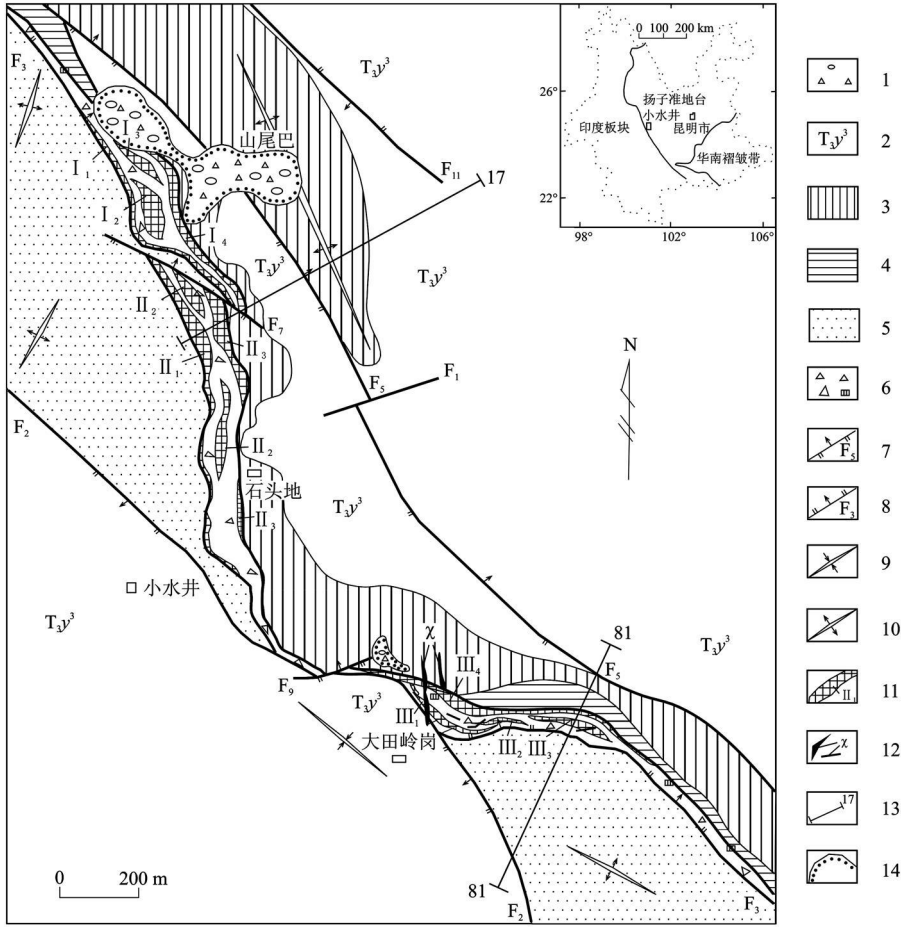 0 100 200 km
26°
22°
98°
102°
106°
扬子准地台
小水井
昆明市
印度板块
华南褶皱带
F₃
山尾巴
F₁₁
17
Ⅰ₃
Ⅰ₁
Ⅰ₂
Ⅰ₄
T₃y³
T₃y³
T₃y³
F₇
Ⅱ₂
Ⅱ₃
Ⅱ₁
F₅
F₁
N
F₂
Ⅱ₂
石头地
T₃y³
Ⅱ₃
小水井
T₃y³
χ
81
T₃y³
F₅
Ⅲ₄
F₉
T₃y³
Ⅲ₁
大田岭岗
Ⅲ₂
Ⅲ₃
0 200 m
81
F₂
F₃
1
T₃y³ 2
3
4
5
6
F₅ 7
F₃ 8
9
10
Ⅱ₁ 11
χ 12
17 13
14